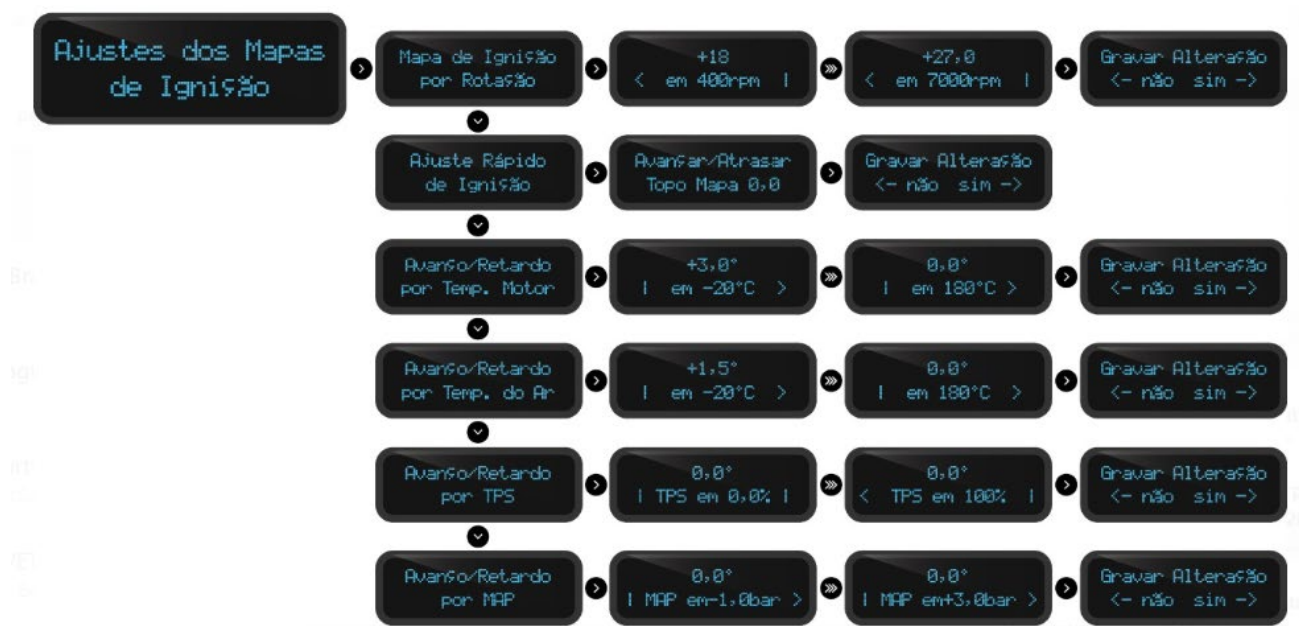 Ajustes dos Mapas
de Ignição
Mapa de Ignição
por Rotação
+18
< em 400rpm |
+27,0
< em 7000rpm |
Gravar Alteração
<- não sim ->
Ajuste Rápido
de Ignição
Avançar/Atrasar
Topo Mapa 0,0
Gravar Alteração
<- não sim ->
Avanço/Retardo
por Temp. Motor
+3,0°
| em -20°C >
0,0°
| em 180°C >
Gravar Alteração
<- não sim ->
Avanço/Retardo
por Temp. do Ar
+1,5°
| em -20°C >
0,0°
| em 180°C >
Gravar Alteração
<- não sim ->
Avanço/Retardo
por TPS
0,0°
| TPS em 0,0% |
0,0°
< TPS em 100% |
Gravar Alteração
<- não sim ->
Avanço/Retardo
por MAP
0,0°
| MAP em-1,0bar >
0,0°
| MAP em+3,0bar >
Gravar Alteração
<- não sim ->